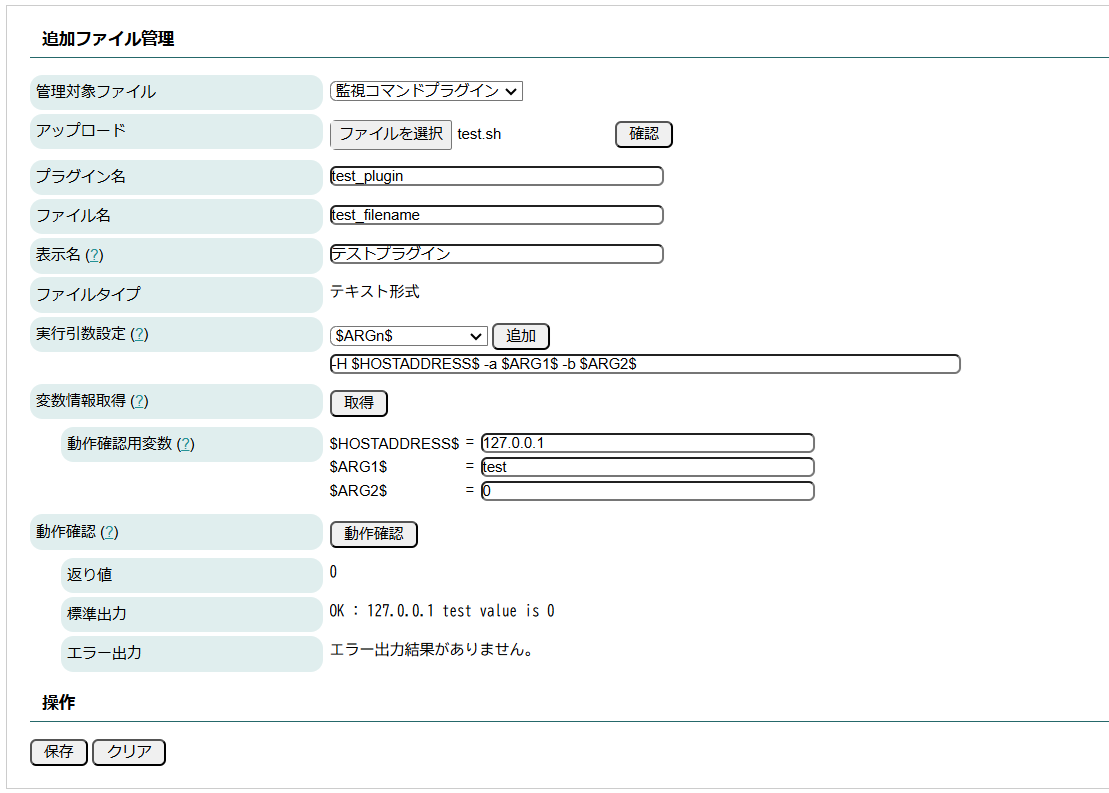 追加ファイル管理
管理対象ファイル 監視コマンドプラグイン
アップロード ファイルを選択 test.sh 確認
プラグイン名 test_plugin
ファイル名 test_filename
表示名 (?) テストプラグイン
ファイルタイプ テキスト形式
実行引数設定 (?) $ARGn$ 追加
-H $HOSTADDRESS$ -a $ARG1$ -b $ARG2$
変数情報取得 (?) 取得
動作確認用変数 (?) $HOSTADDRESS$ = 127.0.0.1
$ARG1$ = test
$ARG2$ = 0
動作確認 (?) 動作確認
返り値 0
標準出力 OK : 127.0.0.1 test value is 0
エラー出力 エラー出力結果がありません。
操作
保存 クリア